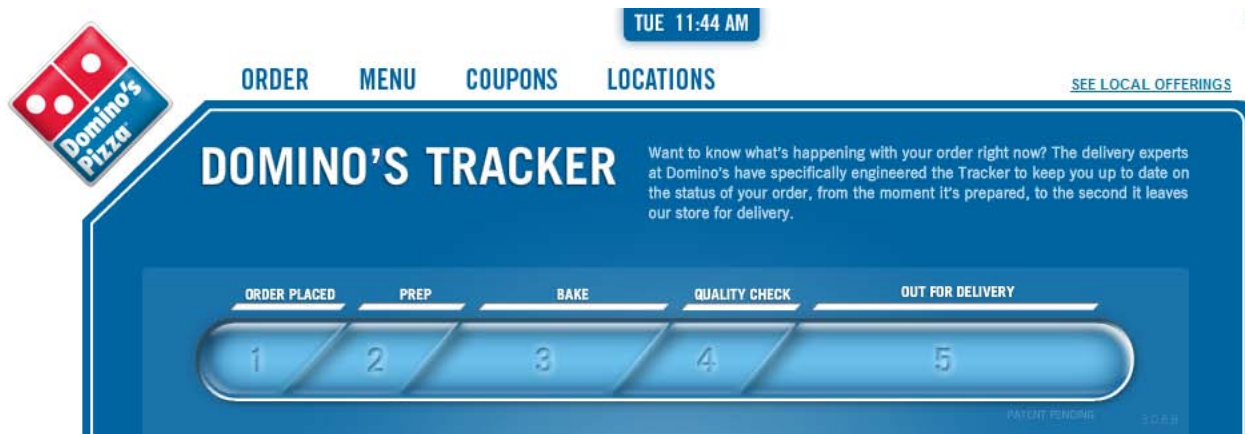 TUE 11:44 AM
Domino's
Pizza
ORDER MENU COUPONS LOCATIONS
SEE LOCAL OFFERINGS
DOMINO'S TRACKER
Want to know what's happening with your order right now? The delivery experts
at Domino's have specifically engineered the Tracker to keep you up to date on
the status of your order, from the moment it's prepared, to the second it leaves
our store for delivery.
ORDER PLACED PREP BAKE QUALITY CHECK OUT FOR DELIVERY
1 2 3 4 5
PATENT PENDING